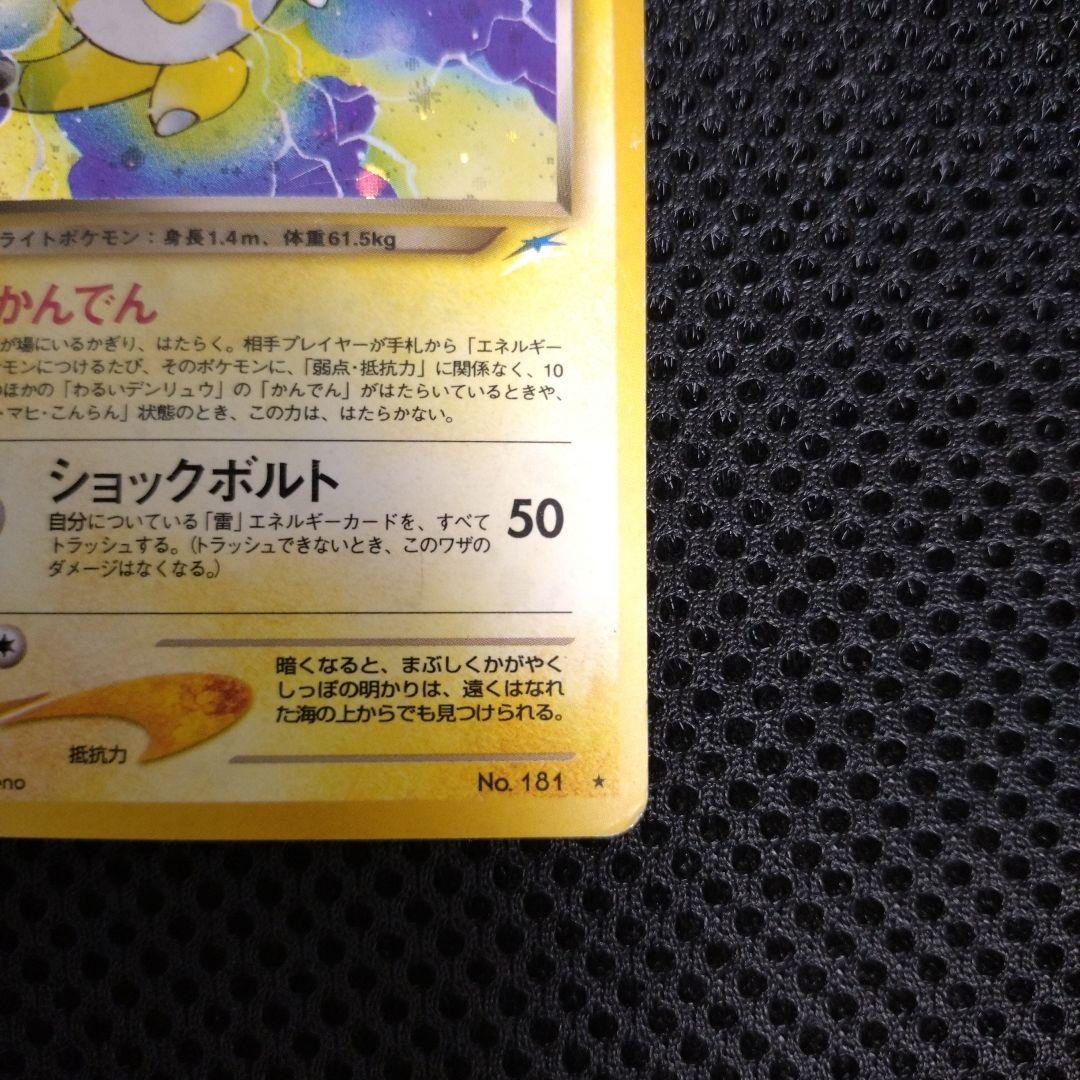 ライトポケモン：身長1.4m、体重61.5kg
かんでん
が場にいるかぎり、はたらく。相手プレイヤーが手札から「エネルギー
モンにつけるたび、そのポケモンに、「弱点・抵抗力」に関係なく、10
のほかの「わるいデンリュウ」の「かんでん」がはたらいているときや、
・マヒ・こんらん」状態のとき、この力は、はたらかない。
ショックボルト
自分についている「雷」エネルギーカードを、すべて
トラッシュする。（トラッシュできないとき、このワザの
ダメージはなくなる。）
50
暗くなると、まぶしくかがやく
しっぽの明かりは、遠くはなれ
た海の上からでも見つけられる。
抵抗力
eno
No. 181 ★